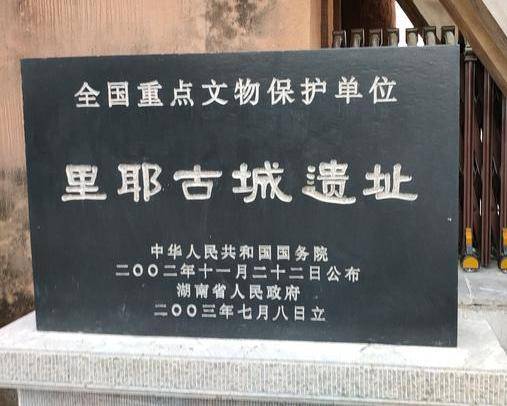 全国重点文物保护单位
里耶古城遗址
中华人民共和国国务院
二〇〇二年十一月二十二日公布
湖南省人民政府
二〇〇三年七月八日立